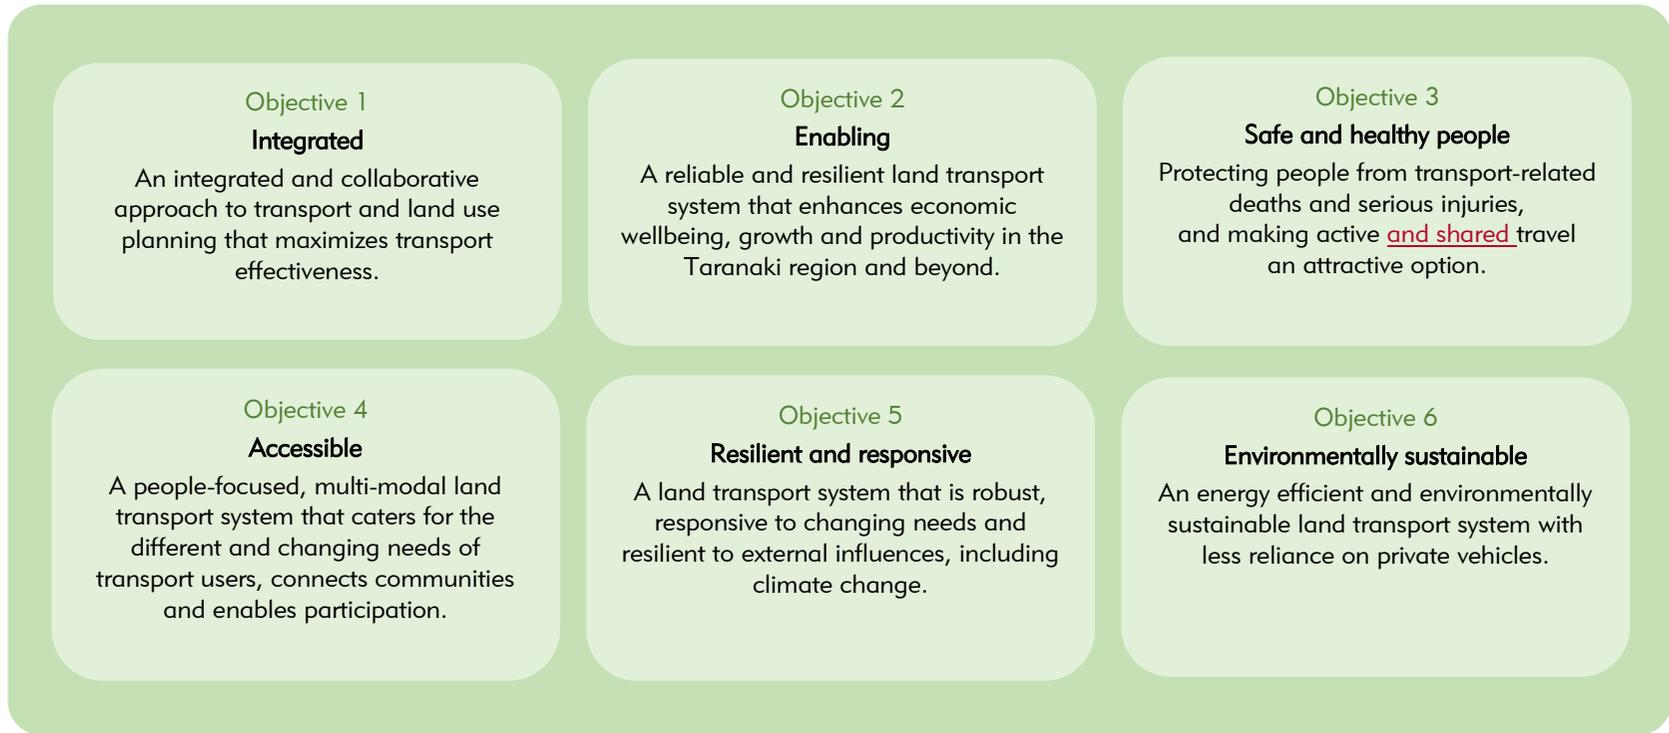 Objective 1
Integrated
An integrated and collaborative
approach to transport and land use
planning that maximizes transport
effectiveness.
Objective 2
Enabling
A reliable and resilient land transport
system that enhances economic
wellbeing, growth and productivity in the
Taranaki region and beyond.
Objective 3
Safe and healthy people
Protecting people from transport-related
deaths and serious injuries,
and making active and shared travel
an attractive option.
Objective 4
Accessible
A people-focused, multi-modal land
transport system that caters for the
different and changing needs of
transport users, connects communities
and enables participation.
Objective 5
Resilient and responsive
A land transport system that is robust,
responsive to changing needs and
resilient to external influences, including
climate change.
Objective 6
Environmentally sustainable
An energy efficient and environmentally
sustainable land transport system with
less reliance on private vehicles.